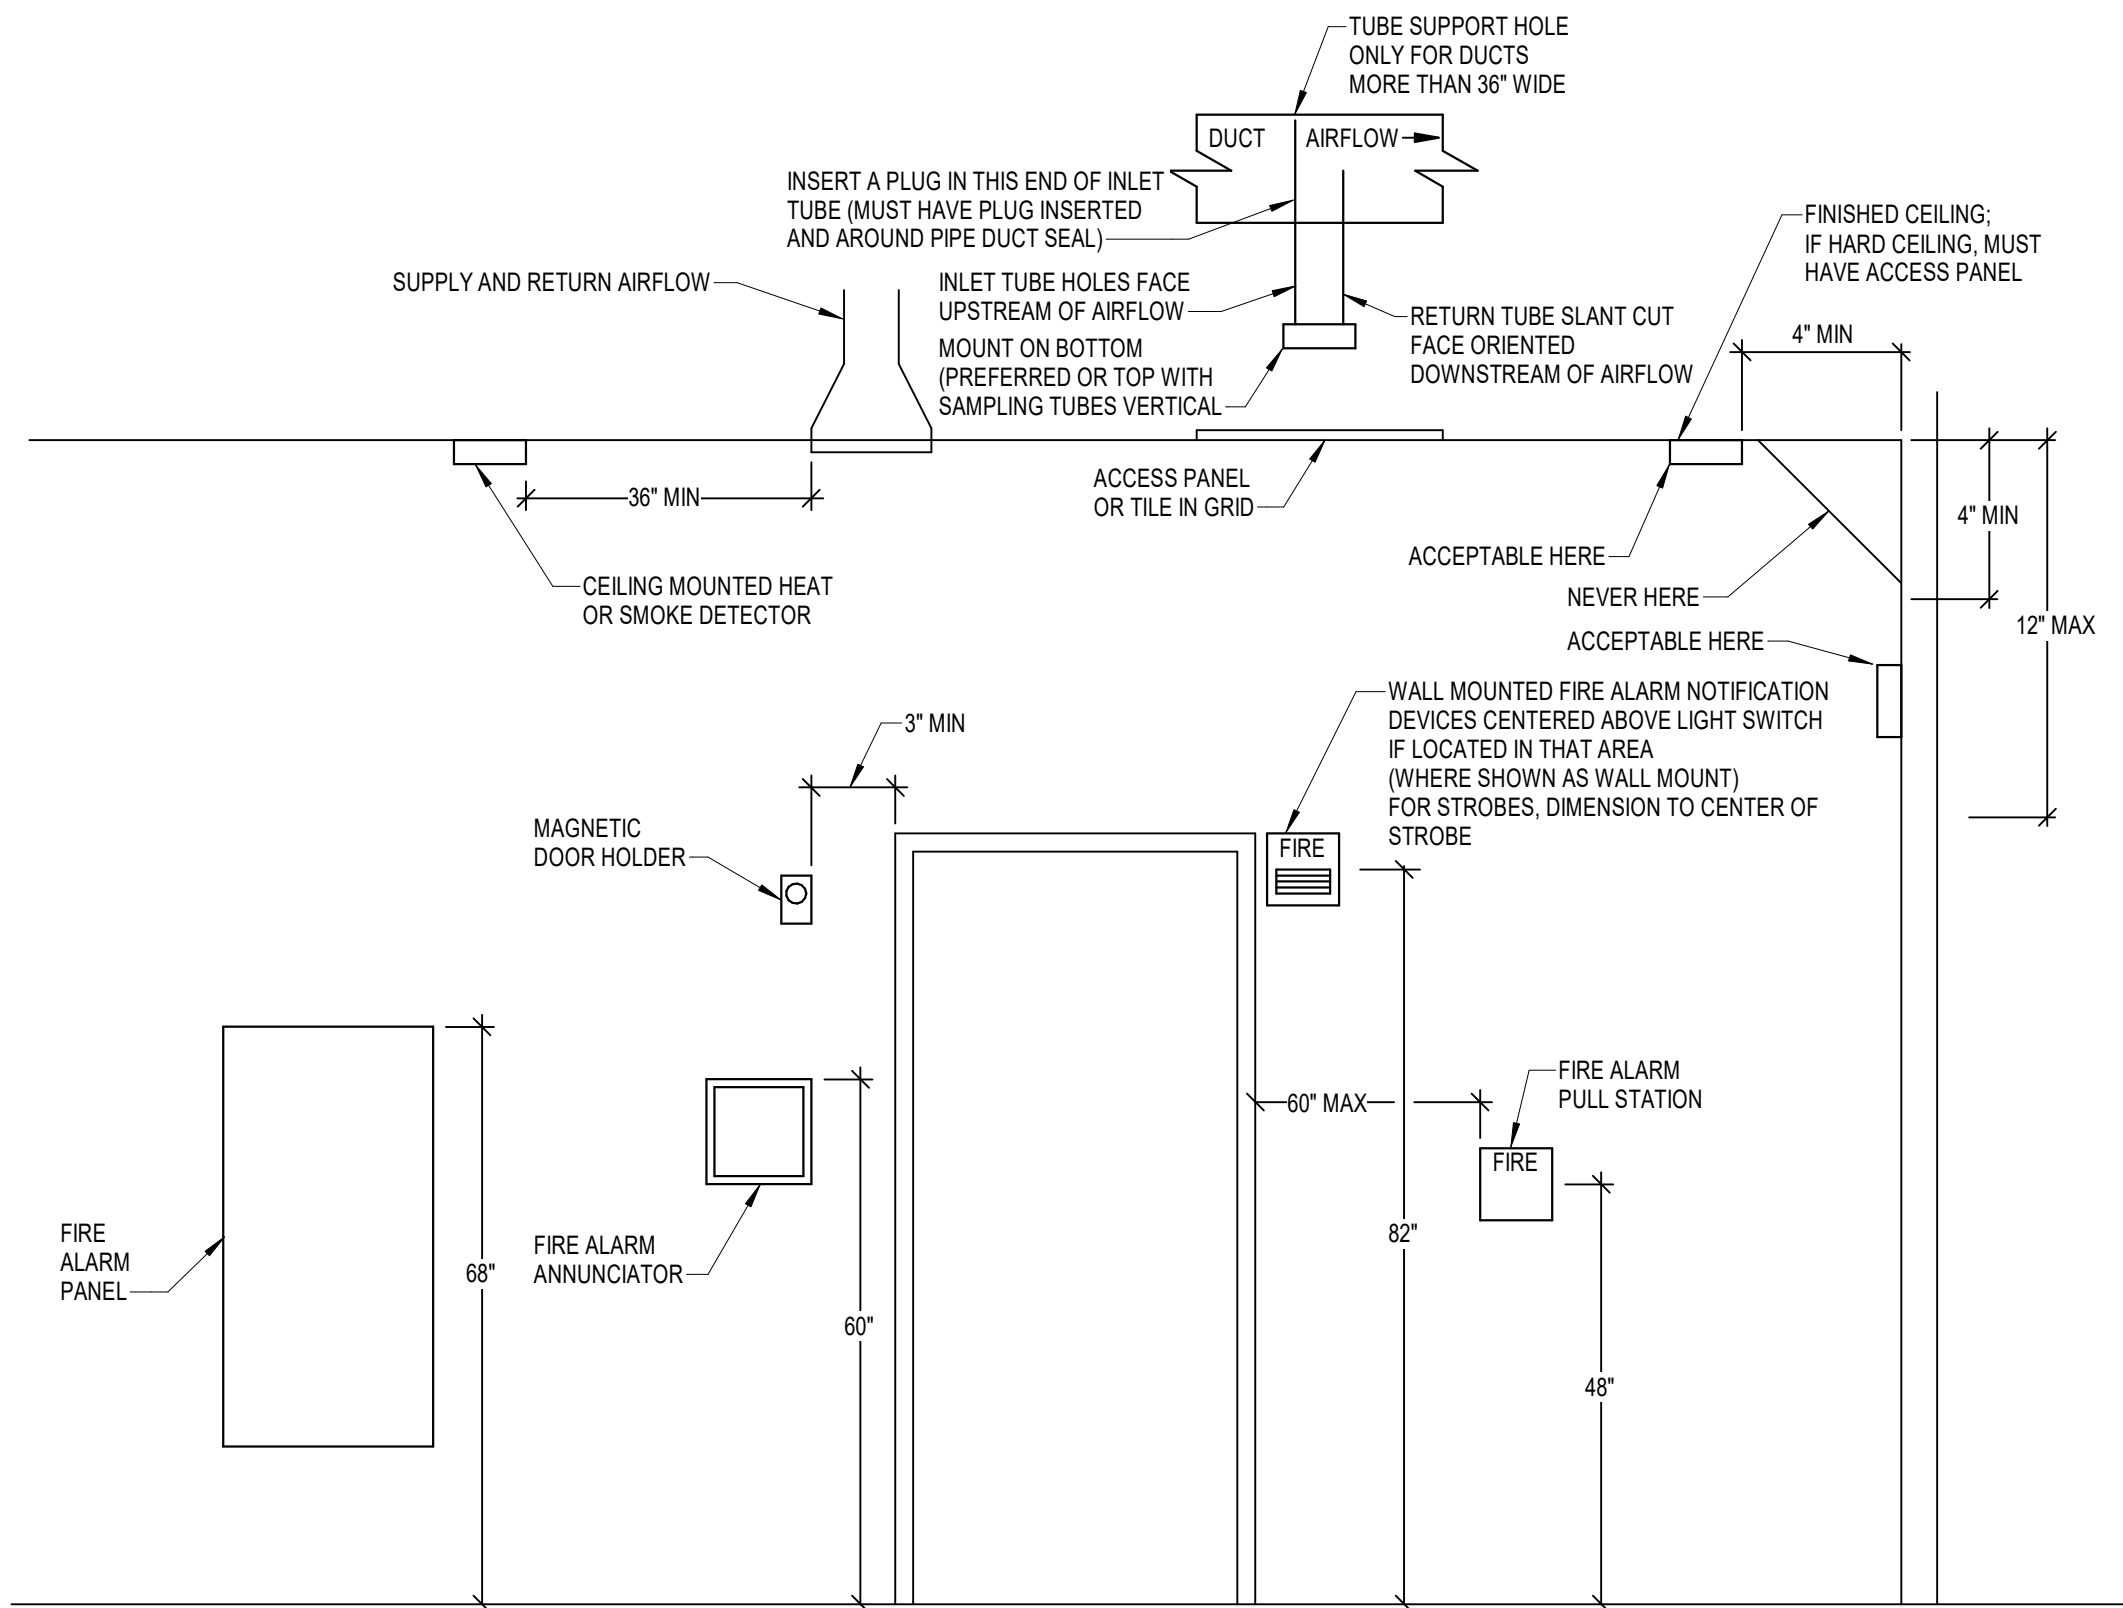 TUBE SUPPORT HOLE
ONLY FOR DUCTS
MORE THAN 36" WIDE
DUCT
AIRFLOW
INSERT A PLUG IN THIS END OF INLET
TUBE (MUST HAVE PLUG INSERTED
AND AROUND PIPE DUCT SEAL)
FINISHED CEILING;
IF HARD CEILING, MUST
HAVE ACCESS PANEL
SUPPLY AND RETURN AIRFLOW
INLET TUBE HOLES FACE
UPSTREAM OF AIRFLOW
RETURN TUBE SLANT CUT
FACE ORIENTED
DOWNSTREAM OF AIRFLOW
4" MIN
MOUNT ON BOTTOM
(PREFERRED OR TOP WITH
SAMPLING TUBES VERTICAL
36" MIN
ACCESS PANEL
OR TILE IN GRID
4" MIN
ACCEPTABLE HERE
CEILING MOUNTED HEAT
OR SMOKE DETECTOR
NEVER HERE
12" MAX
ACCEPTABLE HERE
WALL MOUNTED FIRE ALARM NOTIFICATION
DEVICES CENTERED ABOVE LIGHT SWITCH
IF LOCATED IN THAT AREA
(WHERE SHOWN AS WALL MOUNT)
FOR STROBES, DIMENSION TO CENTER OF
STROBE
3" MIN
MAGNETIC
DOOR HOLDER
FIRE
FIRE ALARM
PULL STATION
60" MAX
FIRE
FIRE
ALARM
PANEL
68"
FIRE ALARM
ANNUNCIATOR
82"
60"
48"